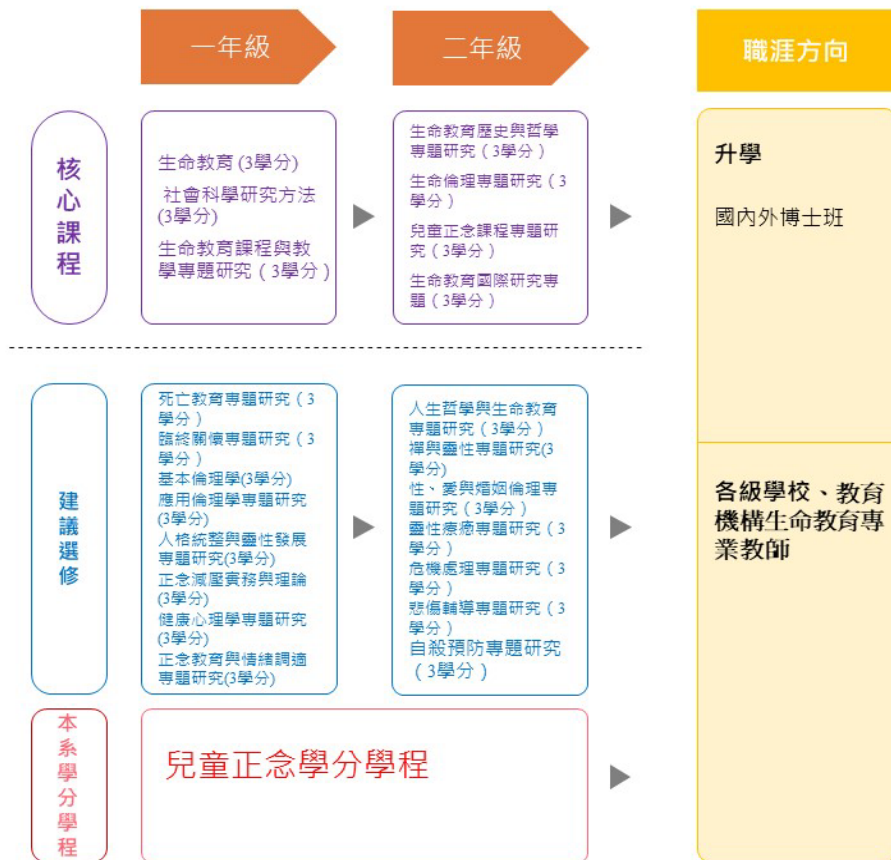 一年級
二年級
職涯方向
核
心
課
程
生命教育 (3學分)
社會科學研究方法
(3學分)
生命教育課程與教
學專題研究（3學分）
生命教育歷史與哲學
專題研究（3學分）
生命倫理專題研究（3
學分）
兒童正念課程專題研
究（3學分）
生命教育國際研究專
題（3學分）
升學
國內外博士班
建
議
選
修
死亡教育專題研究（3
學分）
臨終關懷專題研究（3
學分）
基本倫理學(3學分)
應用倫理學專題研究
(3學分)
人格統整與靈性發展
專題研究(3學分)
正念減壓實務與理論
(3學分)
健康心理學專題研究
(3學分)
正念教育與情緒調適
專題研究(3學分)
人生哲學與生命教育
專題研究（3學分）
禪與靈性專題研究(3
學分)
性、愛與婚姻倫理專
題研究（3學分）
靈性療癒專題研究（3
學分）
危機處理專題研究（3
學分）
悲傷輔導專題研究（3
學分）
自殺預防專題研究
（3學分）
各級學校、教育
機構生命教育專
業教師
本
系
學
分
學
程
兒童正念學分學程